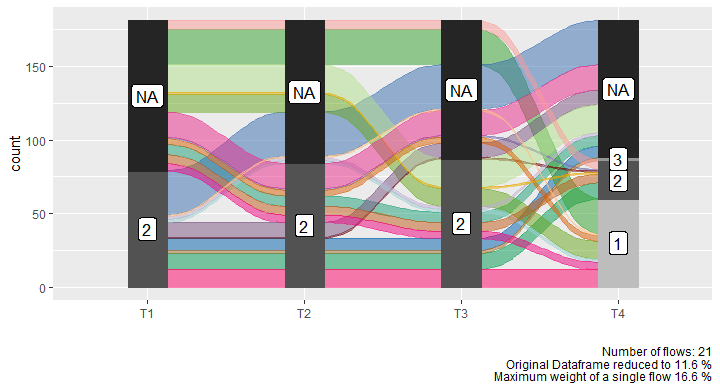 150
100
50
0
count
NA
2
NA
2
NA
2
NA
3
2
1
T1
T2
T3
T4
Number of flows: 21
Original Dataframe reduced to 11.6 %
Maximum weight of a single flow 16.6 %